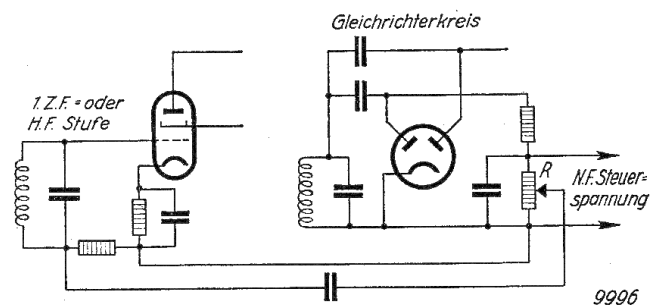 Gleichrichterkreis
1. Z.F.= oder
H.F. Stufe
R
N.F. Steuer=
spannung
9996